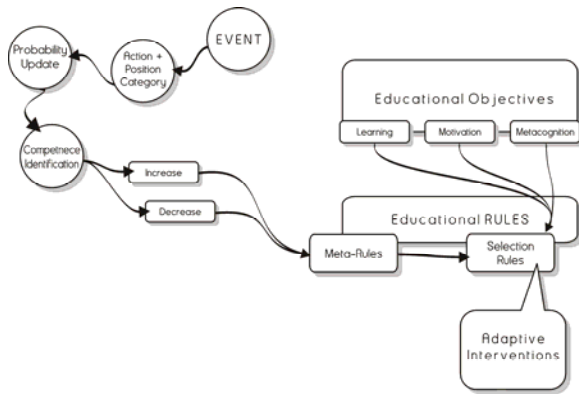 EVENT
Action +
Position
Category
Probability
Update
Competnece
Identification
Increase
Decrease
Educational Objectives
Learning
Motivation
Metacognition
Educational RULES
Meta-Rules
Selection
Rules
Adaptive
Interventions